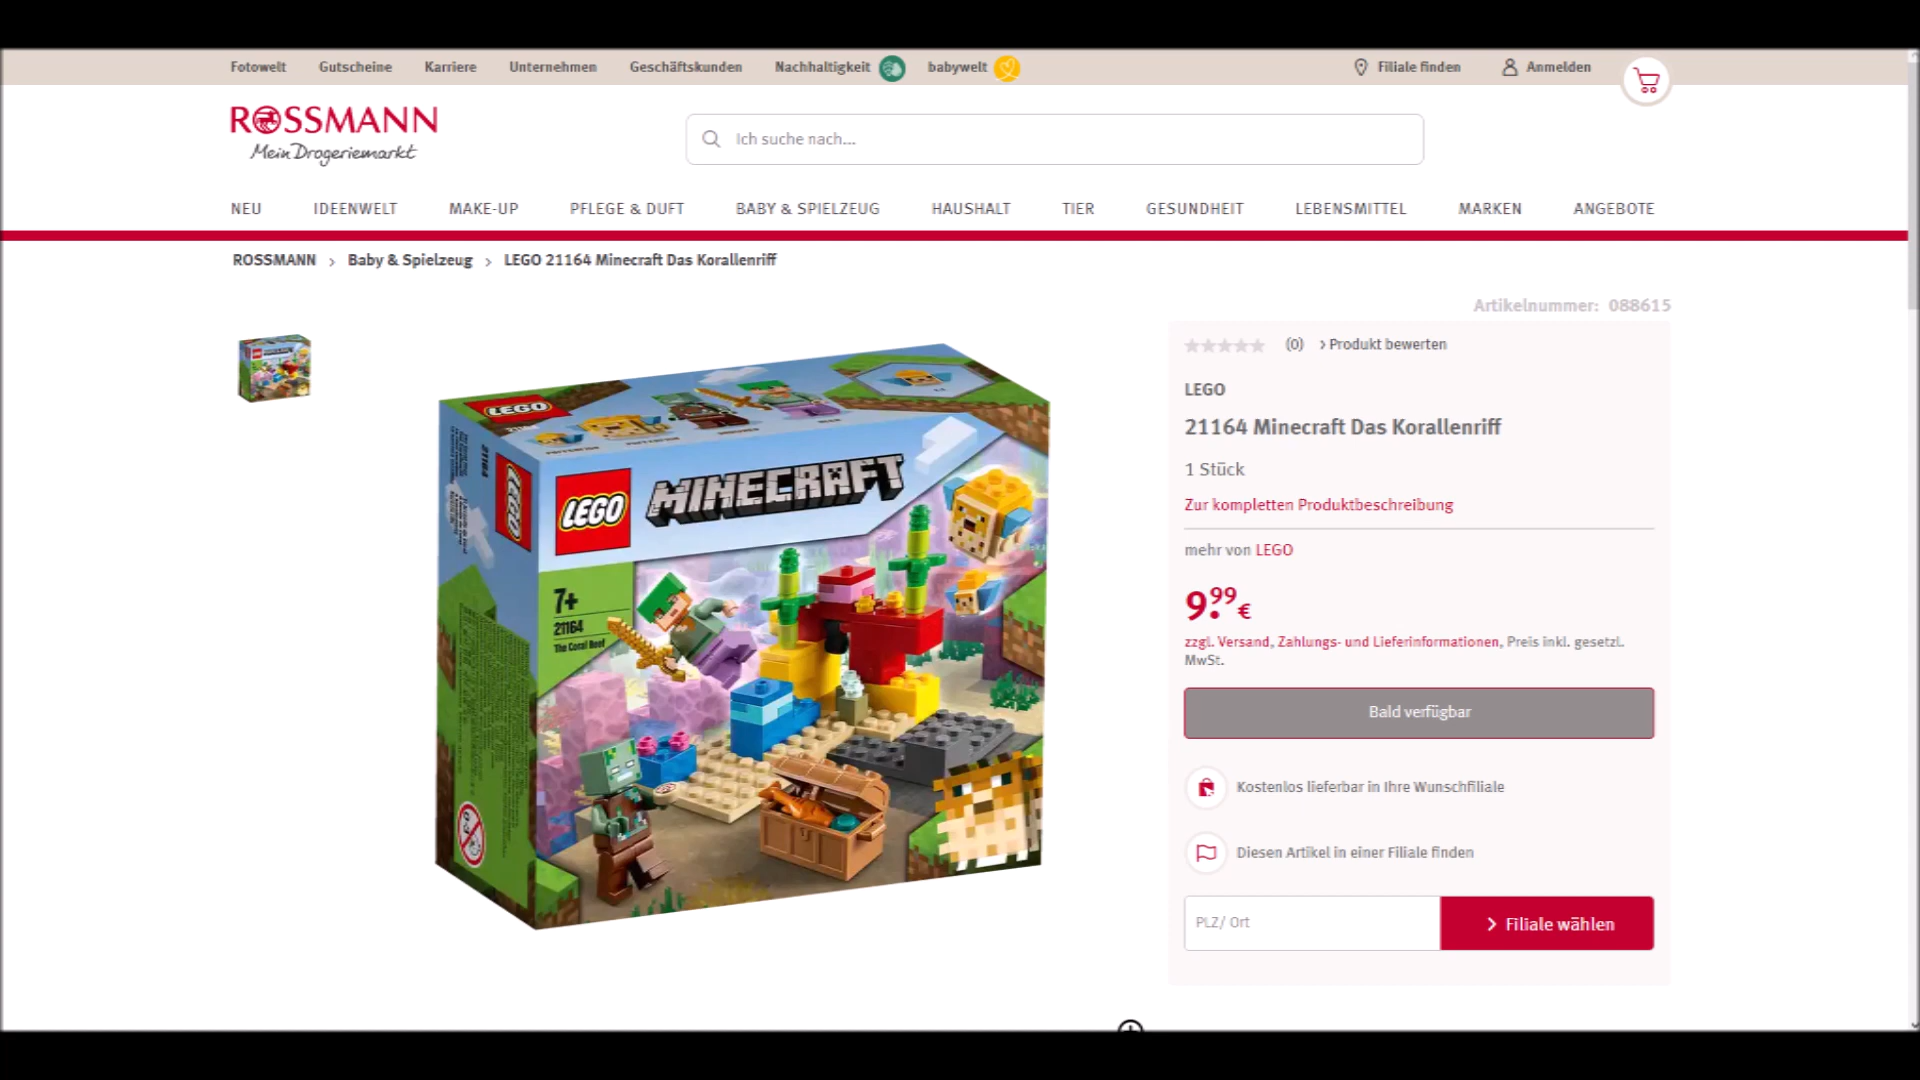 Fotowelt Gutscheine Karriere Unternehmen Geschäftskunden Nachhaltigkeit babywelt Filiale finden Anmelden
ROSSMANN
Mein Drogeriemarkt
Ich suche nach...
NEU IDEENWELT MAKE-UP PFLEGE & DUFT BABY & SPIELZEUG HAUSHALT TIER GESUNDHEIT LEBENSMITTEL MARKEN ANGEBOTE
ROSSMANN > Baby & Spielzeug > LEGO 21164 Minecraft Das Korallenriff
Artikelnummer: 088615
(0) > Produkt bewerten
LEGO
21164 Minecraft Das Korallenriff
1 Stück
Zur kompletten Produktbeschreibung
mehr von LEGO
9.99 €
zzgl. Versand, Zahlungs- und Lieferinformationen, Preis inkl. gesetzl.
MwSt.
Bald verfügbar
Kostenlos lieferbar in Ihre Wunschfiliale
Diesen Artikel in einer Filiale finden
PLZ/ Ort
> Filiale wählen
LEGO
21164
LEGO
LEGO
MINECRAFT
7+
21164
The Coral Reef
0-3